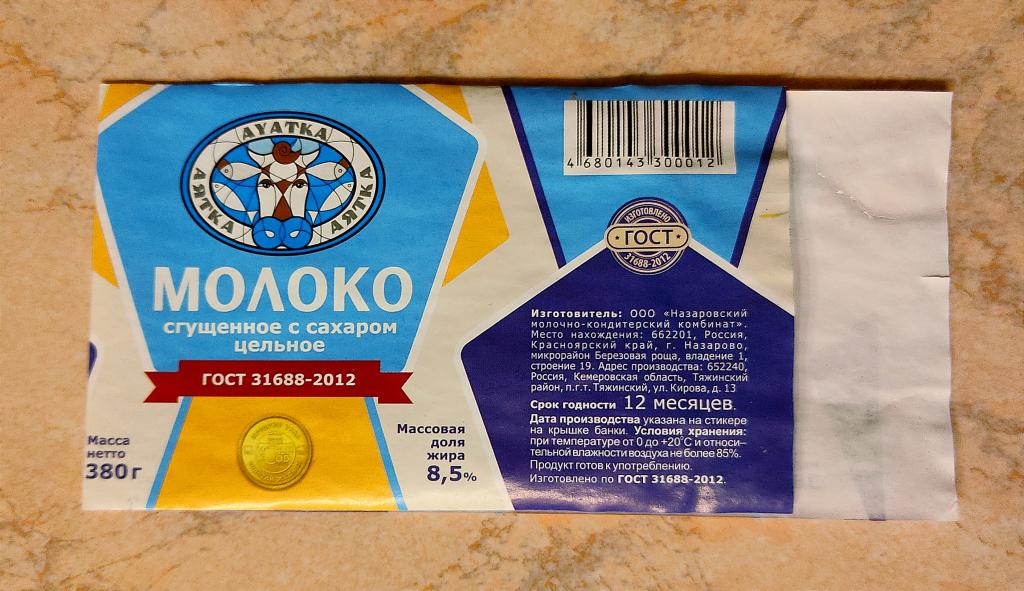 АУАТКА
АЯТКА
АЯТКА
МОЛОКО
сгущенное с сахаром
цельное
ГОСТ 31688-2012
Масса
нетто
380 г
Массовая
доля
жира
8,5%
4 680143 300012
ИЗГОТОВЛЕНО
ГОСТ
31688-2012
Изготовитель: ООО «Назаровский
молочно-кондитерский комбинат».
Место нахождения: 662201, Россия,
Красноярский край, г. Назарово,
микрорайон Березовая роща, владение 1,
строение 19. Адрес производства: 652240,
Россия, Кемеровская область, Тяжинский
район, п.г.т. Тяжинский, ул. Кирова, д. 13
Срок годности 12 месяцев.
Дата производства указана на стикере
на крышке банки. Условия хранения:
при температуре от 0 до +20°С и относи-
тельной влажности воздуха не более 85%.
Продукт готов к употреблению.
Изготовлено по ГОСТ 31688-2012.